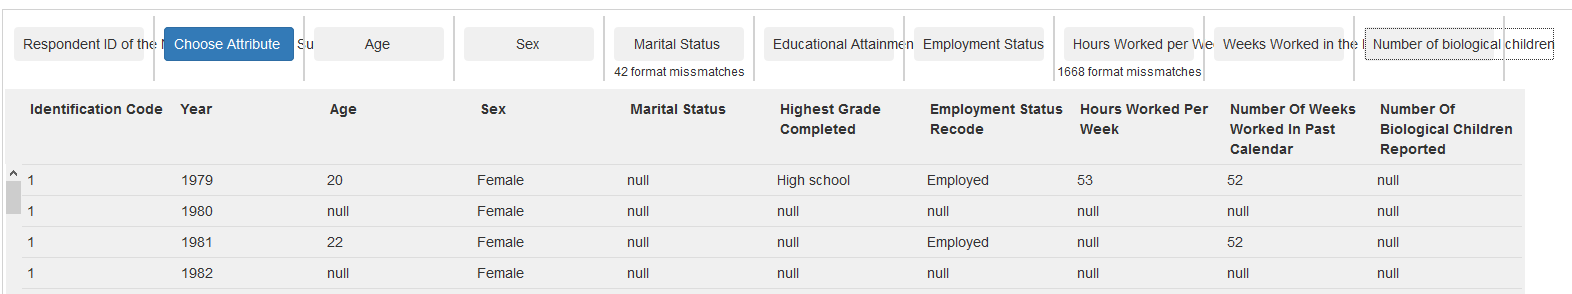 Respondent ID of the Choose Attribute Su Age Sex Marital Status Educational Attainmen Employment Status Hours Worked per We Weeks Worked in the Number of biological children
42 format missmatches 1668 format missmatches
Identification Code Year Age Sex Marital Status Highest Grade Completed Employment Status Recode Hours Worked Per Week Number Of Weeks Worked In Past Calendar Number Of Biological Children Reported
1 1979 20 Female null High school Employed 53 52 null
1 1980 null Female null null null null null null
1 1981 22 Female null null Employed null 52 null
1 1982 null Female null null null null null null